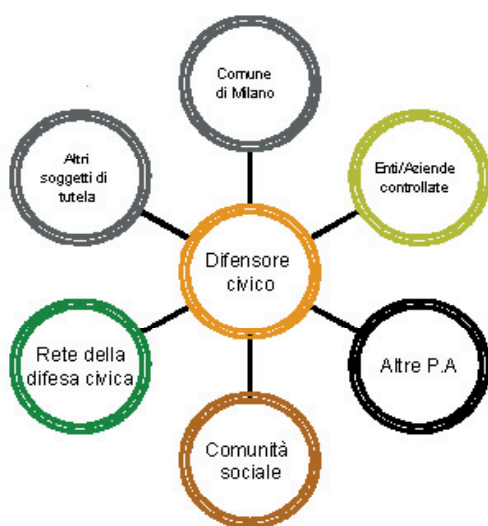 Comune
di Milano
Altri
soggetti di
tutela
Enti/Aziende
controllate
Difensore
civico
Rete della
difesa civica
Altre P.A
Comunità
sociale